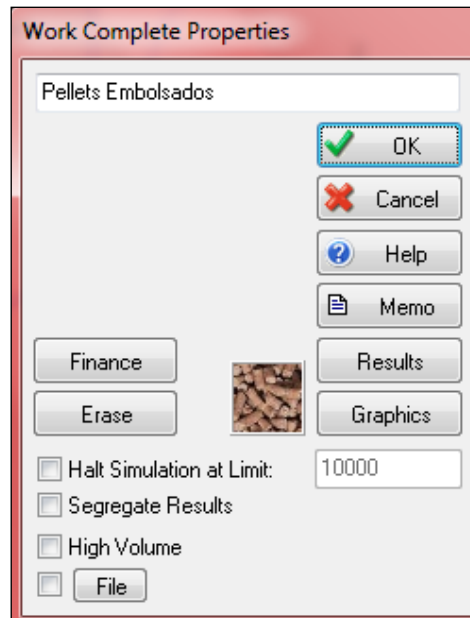 Work Complete Properties
Pellets Embolsados
OK
Cancel
Help
Memo
Finance
Results
Erase
Graphics
Halt Simulation at Limit: 10000
Segregate Results
High Volume
File